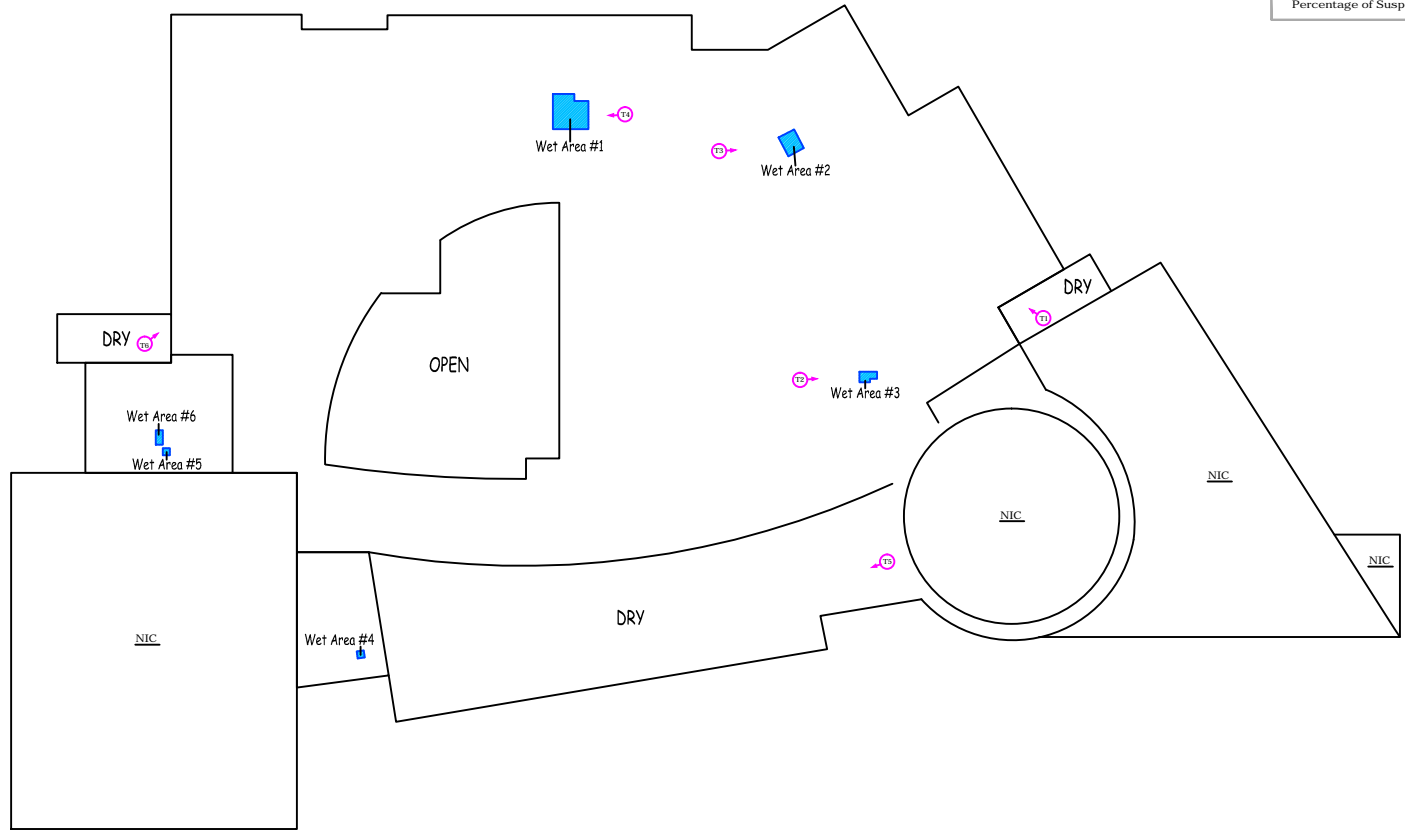 Percentage of Susp
T4
Wet Area #1
T3
Wet Area #2
DRY
T1
DRY
T6
OPEN
T2
Wet Area #3
Wet Area #6
Wet Area #5
NIC
NIC
NIC
T5
DRY
NIC
Wet Area #4